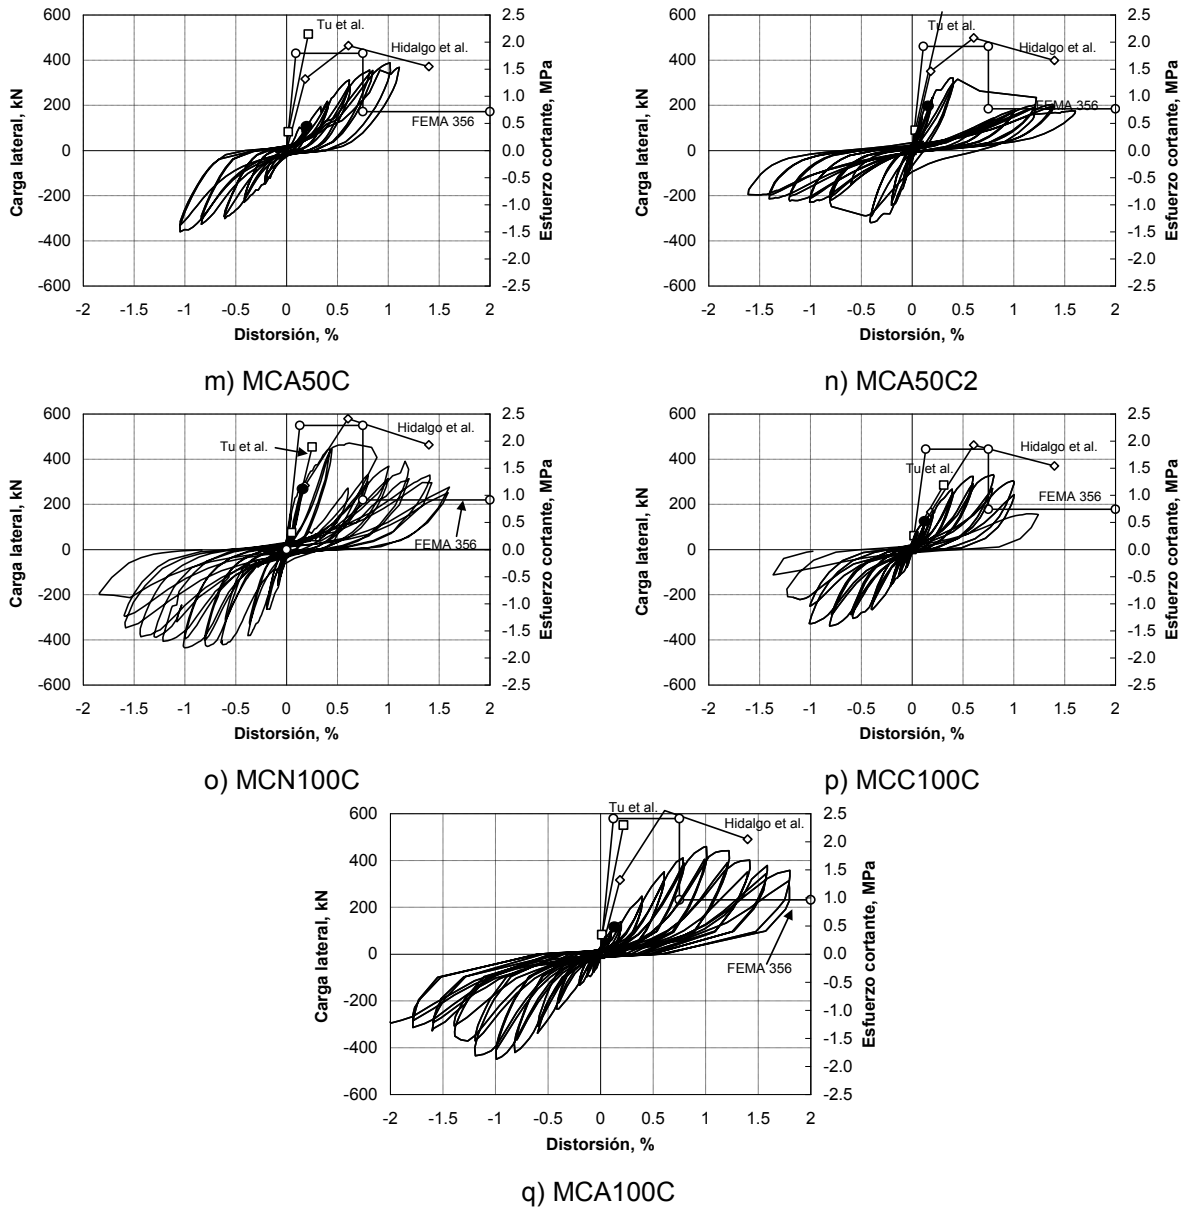 600
400
200
0
-200
-400
-600
2.5
2.0
1.5
1.0
0.5
0.0
-0.5
-1.0
-1.5
-2.0
-2.5
-2 -1.5 -1 -0.5 0 0.5 1 1.5 2
Carga lateral, kN
Esfuerzo cortante, MPa
Distorsión, %
Tu et al.
Hidalgo et al.
FEMA 356
m) MCA50C
600
400
200
0
-200
-400
-600
2.5
2.0
1.5
1.0
0.5
0.0
-0.5
-1.0
-1.5
-2.0
-2.5
-2 -1.5 -1 -0.5 0 0.5 1 1.5 2
Carga lateral, kN
Esfuerzo cortante, MPa
Distorsión, %
Tu et al.
Hidalgo et al.
FEMA 356
n) MCA50C2
600
400
200
0
-200
-400
-600
2.5
2.0
1.5
1.0
0.5
0.0
-0.5
-1.0
-1.5
-2.0
-2.5
-2 -1.5 -1 -0.5 0 0.5 1 1.5 2
Carga lateral, kN
Esfuerzo cortante, MPa
Distorsión, %
Tu et al.
Hidalgo et al.
FEMA 356
o) MCN100C
600
400
200
0
-200
-400
-600
2.5
2.0
1.5
1.0
0.5
0.0
-0.5
-1.0
-1.5
-2.0
-2.5
-2 -1.5 -1 -0.5 0 0.5 1 1.5 2
Carga lateral, kN
Esfuerzo cortante, MPa
Distorsión, %
Tu et al.
Hidalgo et al.
FEMA 356
p) MCC100C
600
400
200
0
-200
-400
-600
2.5
2.0
1.5
1.0
0.5
0.0
-0.5
-1.0
-1.5
-2.0
-2.5
-2 -1.5 -1 -0.5 0 0.5 1 1.5 2
Carga lateral, kN
Esfuerzo cortante, MPa
Distorsión, %
Tu et al.
Hidalgo et al.
FEMA 356
q) MCA100C